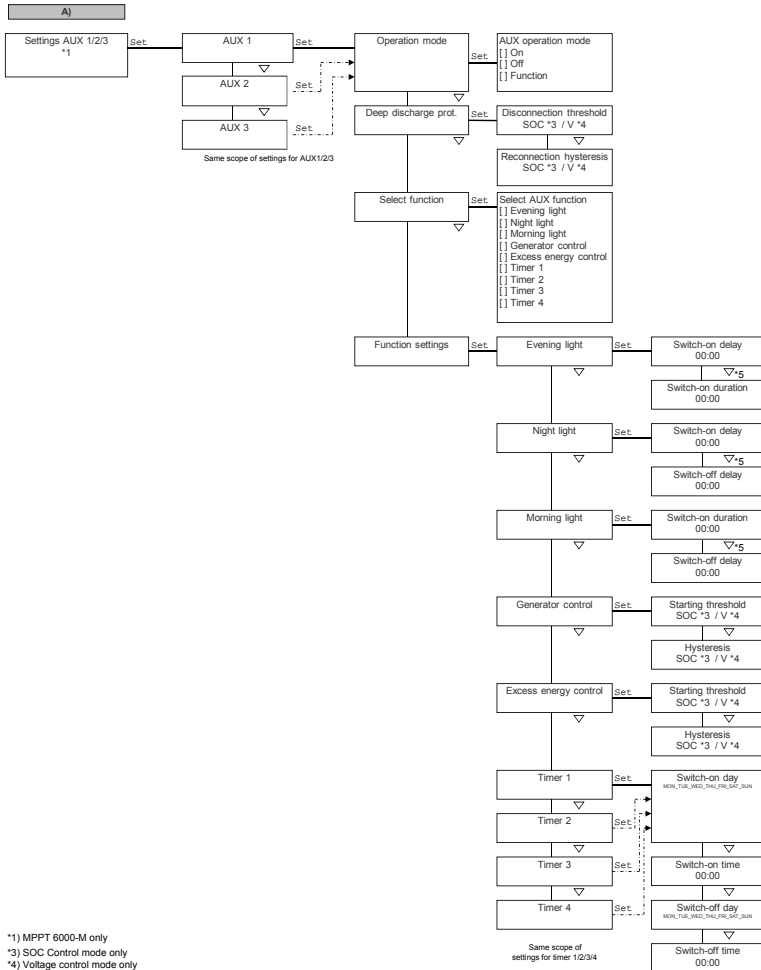 A)
Settings AUX 1/2/3
*1
Set
AUX 1
Set
Operation mode
Set
AUX operation mode
[ ] On
[ ] Off
[ ] Function
AUX 2
Set
AUX 3
Set
Same scope of settings for AUX1/2/3
Deep discharge prot.
Set
Disconnection threshold
SOC *3 / V *4
Reconnection hysteresis
SOC *3 / V *4
Select function
Set
Select AUX function
[ ] Evening light
[ ] Night light
[ ] Morning light
[ ] Generator control
[ ] Excess energy control
[ ] Timer 1
[ ] Timer 2
[ ] Timer 3
[ ] Timer 4
Function settings
Set
Evening light
Set
Switch-on delay
00:00
*5
Switch-on duration
00:00
Night light
Set
Switch-on delay
00:00
*5
Switch-off delay
00:00
Morning light
Set
Switch-on duration
00:00
*5
Switch-off delay
00:00
Generator control
Set
Starting threshold
SOC *3 / V *4
Hysteresis
SOC *3 / V *4
Excess energy control
Set
Starting threshold
SOC *3 / V *4
Hysteresis
SOC *3 / V *4
Timer 1
Set
Switch-on day
MON_TUE_WED_THU_FRI_SAT_SUN
Timer 2
Set
Timer 3
Set
Switch-on time
00:00
Timer 4
Set
Switch-off day
MON_TUE_WED_THU_FRI_SAT_SUN
Same scope of
settings for timer 1/2/3/4
Switch-off time
00:00
*1) MPPT 6000-M only
*3) SOC Control mode only
*4) Voltage control mode only